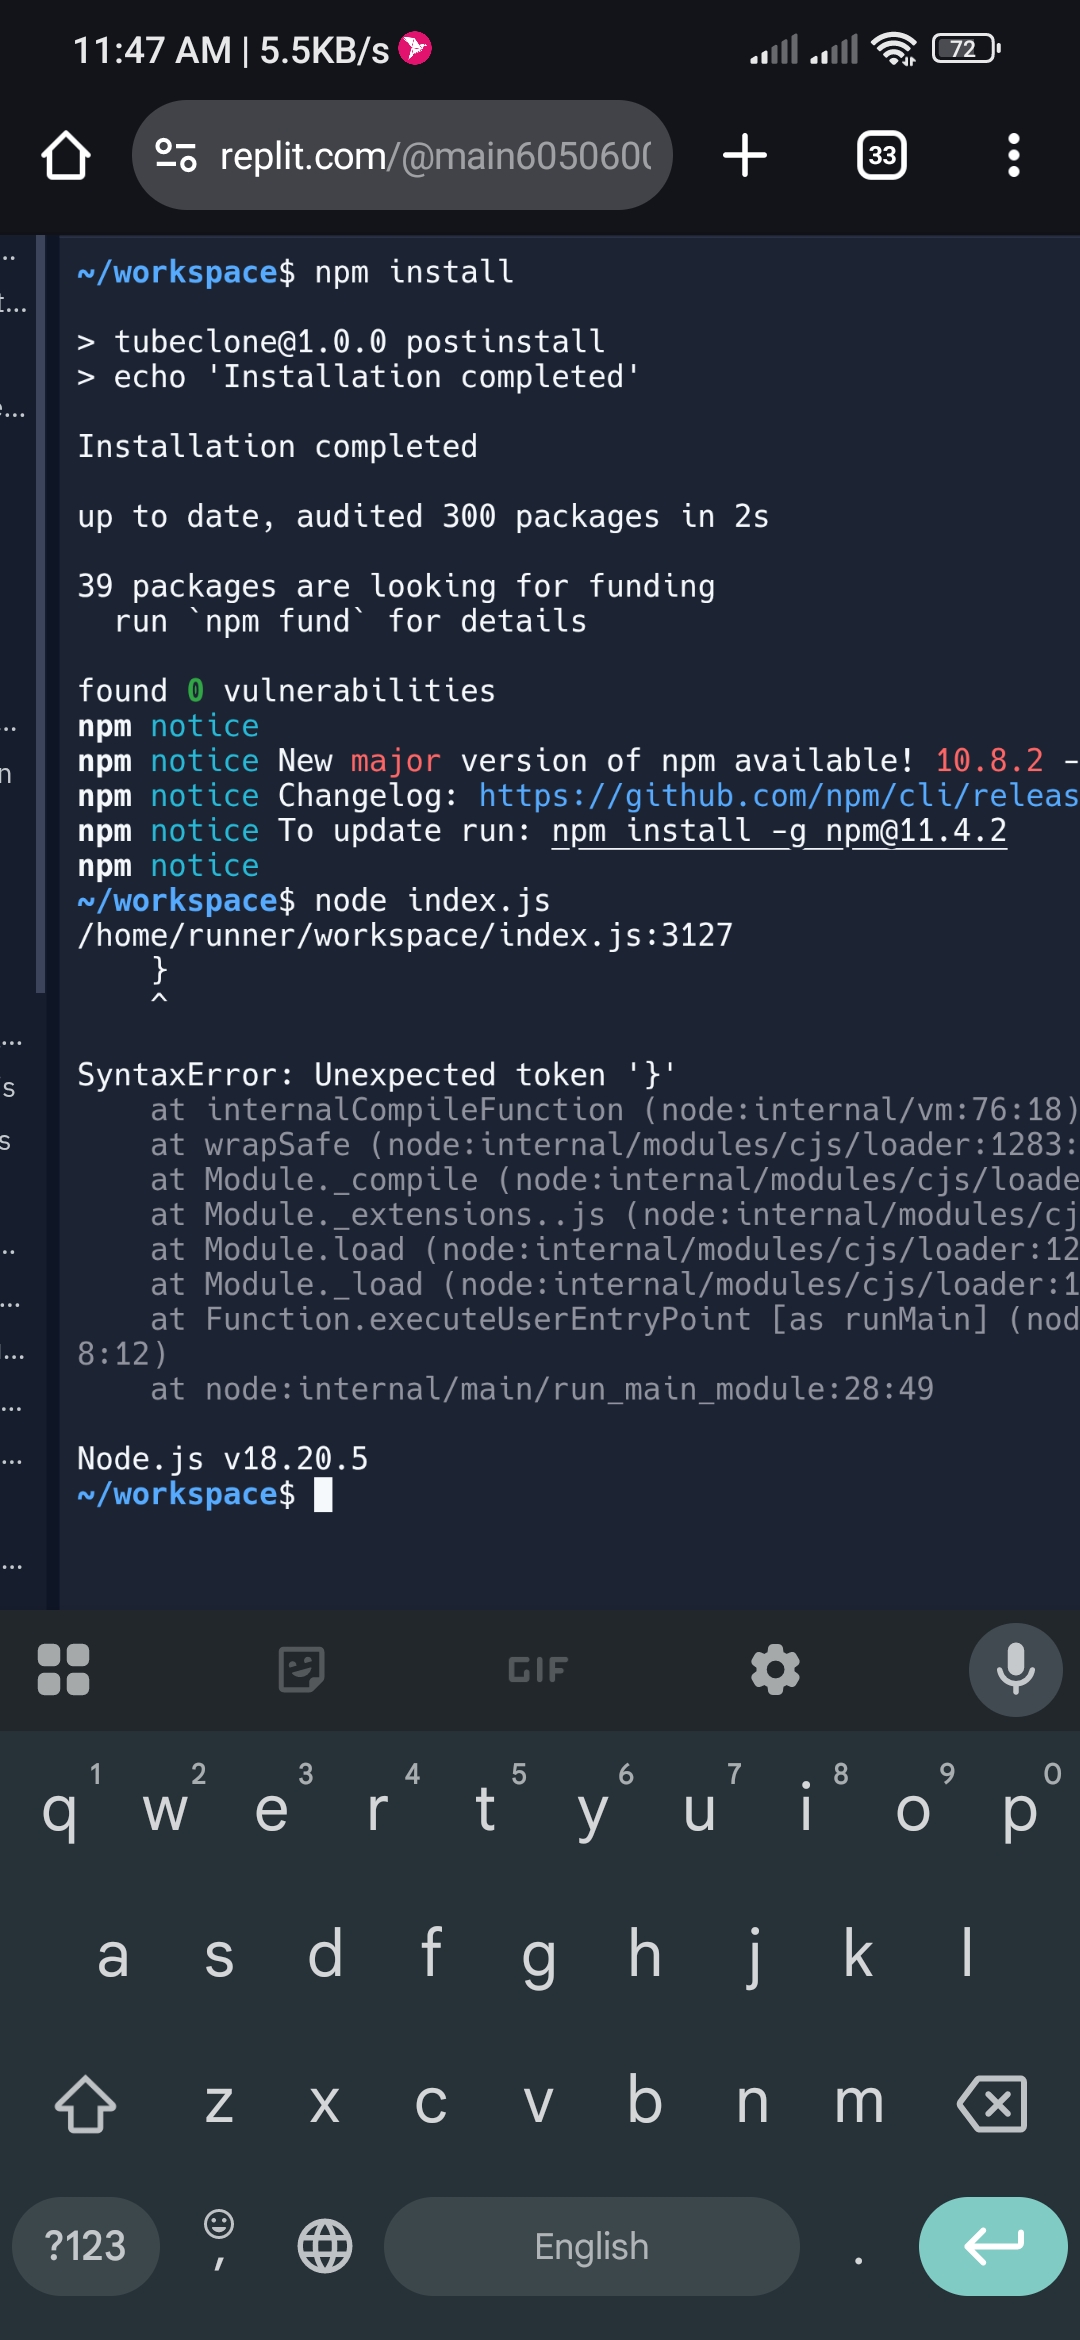 11:47 AM | 5.5KB/s
72
replit.com/@main6050600
33
~/workspace$ npm install
> tubeclone@1.0.0 postinstall
> echo 'Installation completed'
Installation completed
up to date, audited 300 packages in 2s
39 packages are looking for funding
run `npm fund` for details
found 0 vulnerabilities
npm notice
npm notice New major version of npm available! 10.8.2 -
npm notice Changelog: https://github.com/npm/cli/releas
npm notice To update run: npm install -g npm@11.4.2
npm notice
~/workspace$ node index.js
/home/runner/workspace/index.js:3127
}
^
SyntaxError: Unexpected token '}'
at internalCompileFunction (node:internal/vm:76:18)
at wrapSafe (node:internal/modules/cjs/loader:1283:
at Module._compile (node:internal/modules/cjs/loade
at Module._extensions..js (node:internal/modules/cj
at Module.load (node:internal/modules/cjs/loader:12
at Module._load (node:internal/modules/cjs/loader:1
at Function.executeUserEntryPoint [as runMain] (nod
8:12)
at node:internal/main/run_main_module:28:49
Node.js v18.20.5
~/workspace$
GIF
1 2 3 4 5 6 7 8 9 0
q w e r t y u i o p
a s d f g h j k l
z x c v b n m
?123 , English .